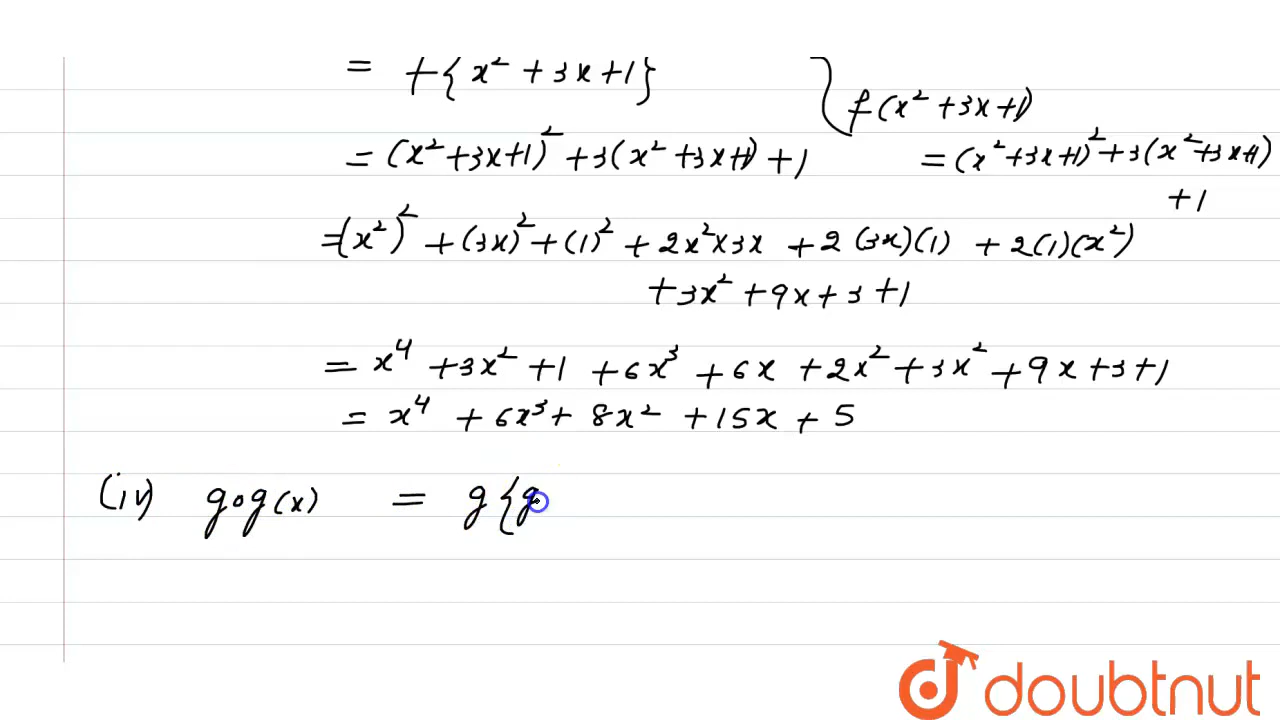 = f{x² + 3x + 1}
f(x² + 3x + 1)
= (x² + 3x + 1)² + 3(x² + 3x + 1) + 1
= (x² + 3x + 1)² + 3(x² + 3x + 1)
+ 1
= (x²)² + (3x)² + (1)² + 2x² × 3x + 2(3x)(1) + 2(1)(x²)
+ 3x² + 9x + 3 + 1
= x⁴ + 3x² + 1 + 6x³ + 6x + 2x² + 3x² + 9x + 3 + 1
= x⁴ + 6x³ + 8x² + 15x + 5
(iv) gog(x) = g{g
doubtnut